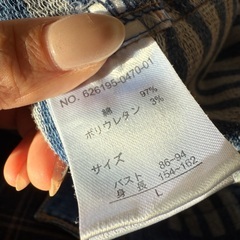 NO. 626195-0470-01
綿 97%
ポリウレタン 3%
サイズ
バスト 86-94
身長 154-162
L